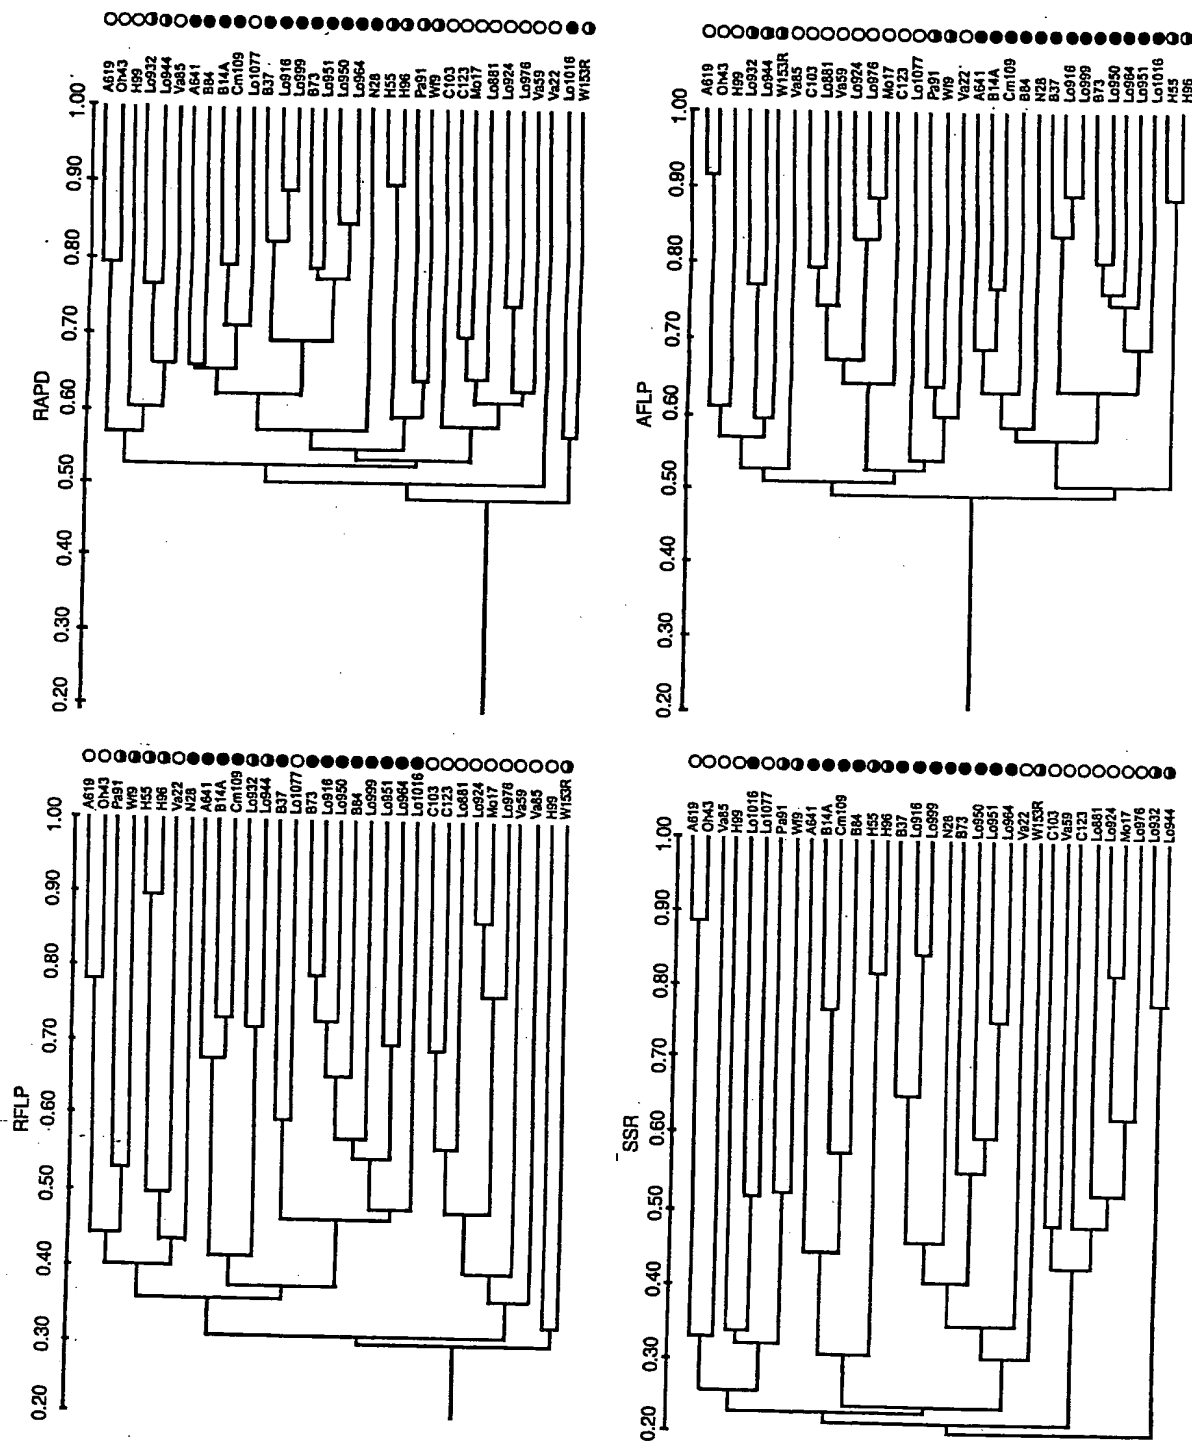 RAPD
1.00
0.90
0.80
0.70
0.60
0.50
0.40
0.30
0.20
A619
Oh43
H99
Lo932
Lo944
Va85
A641
B84
B14A
Cm109
Lo1077
B37
Lo916
Lo999
B73
Lo951
Lo950
Lo964
N28
H55
H96
Pa91
Wf9
C103
C123
Mo17
Lo881
Lo924
Lo976
Va59
Va22
Lo1016
W153R
AFLP
1.00
0.90
0.80
0.70
0.60
0.50
0.40
0.30
0.20
A619
Oh43
H99
Lo932
Lo944
W153R
Va85
C103
Lo881
Va59
Lo924
Lo976
Mo17
C123
Lo1077
Pa91
Wf9
Va22
A641
B14A
Cm109
B84
N28
B37
Lo916
Lo999
B73
Lo950
Lo964
Lo951
Lo1016
H55
H96
RFLP
1.00
0.90
0.80
0.70
0.60
0.50
0.40
0.30
0.20
A619
Oh43
Pa91
Wf9
H55
H96
Va22
N28
A641
B14A
Cm109
Lo932
Lo944
B37
Lo1077
B73
Lo916
Lo950
B84
Lo999
Lo951
Lo964
Lo1016
C103
C123
Lo881
Lo924
Mo17
Lo976
Va59
Va85
H99
W153R
SSR
1.00
0.90
0.80
0.70
0.60
0.50
0.40
0.30
0.20
A619
Oh43
Va85
H99
Lo1016
Lo1077
Pa91
Wf9
A641
B14A
Cm109
B84
H55
H96
B37
Lo916
Lo999
N28
B73
Lo950
Lo951
Lo964
Va22
W153R
C103
Va59
C123
Lo881
Lo924
Mo17
Lo976
Lo932
Lo944